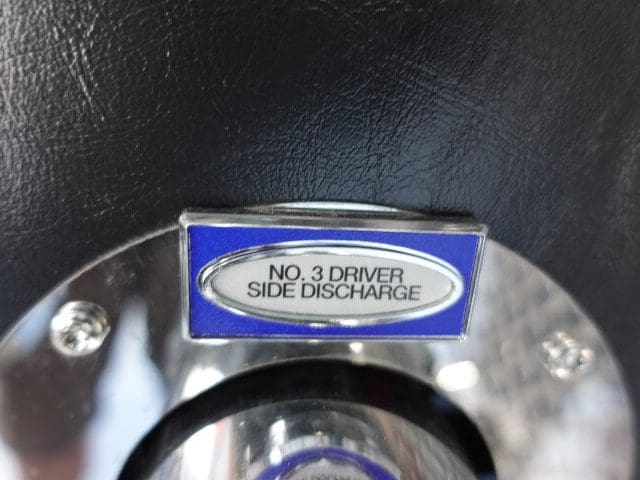 NO. 3 DRIVER
SIDE DISCHARGE